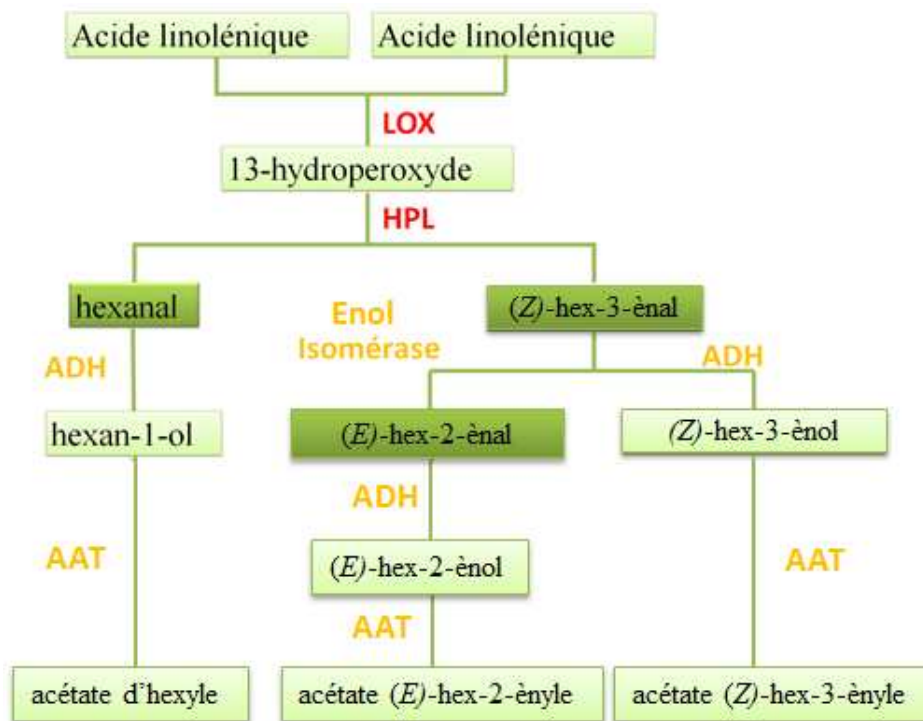 Acide linolénique
Acide linolénique
LOX
13-hydroperoxyde
HPL
hexanal
Enol
Isomérase
(Z)-hex-3-ènal
ADH
ADH
hexan-1-ol
(E)-hex-2-ènal
(Z)-hex-3-ènol
ADH
AAT
(E)-hex-2-ènol
AAT
AAT
acétate d'hexyle
acétate (E)-hex-2-ènyle
acétate (Z)-hex-3-ènyle